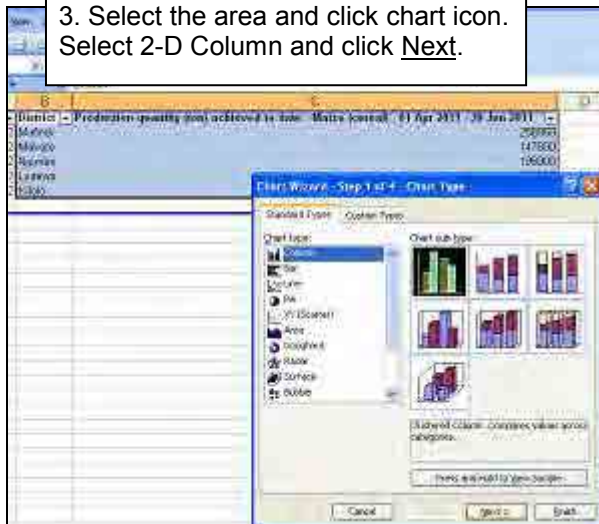 3. Select the area and click chart icon.
Select 2-D Column and click Next.
B C D
District Production quantity (ton) achieved to date Maize (cereal) 01 Apr 2011 30 Jun 2011
147800
Ludewa
Chart Wizard - Step 1 of 4 - Chart Type
Standard Types Custom Types
Chart type: Chart sub-type:
Column
Bar
Line
Pie
XY (Scatter)
Area
Doughnut
Radar
Surface
Bubble
Clustered Column. Compares values across
categories.
Press and Hold to View Sample
Cancel Next > Finish